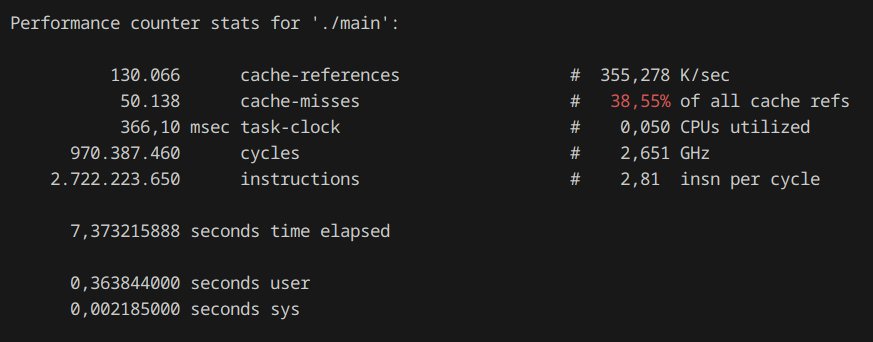 Performance counter stats for './main':
130.066 cache-references # 355,278 K/sec
50.138 cache-misses # 38,55% of all cache refs
366,10 msec task-clock # 0,050 CPUs utilized
970.387.460 cycles # 2,651 GHz
2.722.223.650 instructions # 2,81 insn per cycle
7,373215888 seconds time elapsed
0,363844000 seconds user
0,002185000 seconds sys